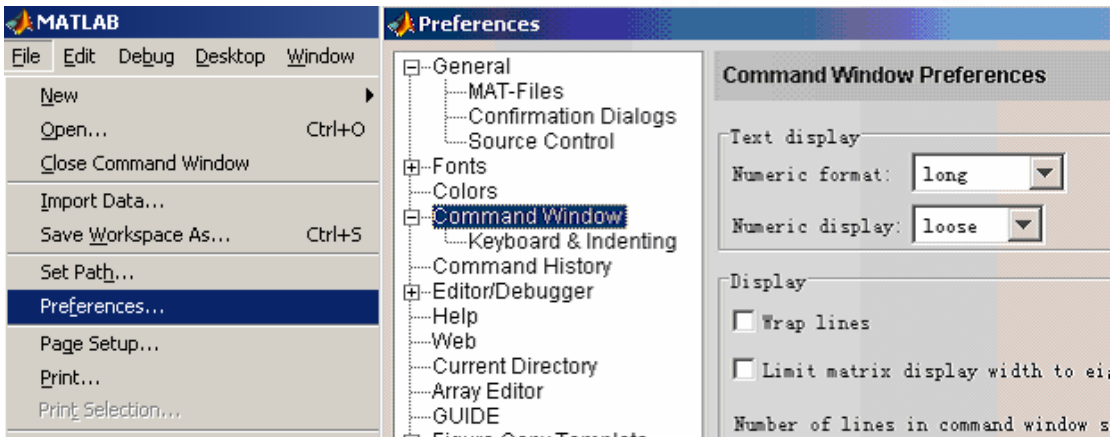 MATLAB
File Edit Debug Desktop Window
New
Open... Ctrl+O
Close Command Window
Import Data...
Save Workspace As... Ctrl+S
Set Path...
Preferences...
Page Setup...
Print...
Print Selection...
Preferences
General
MAT-Files
Confirmation Dialogs
Source Control
Fonts
Colors
Command Window
Keyboard & Indenting
Command History
Editor/Debugger
Help
Web
Current Directory
Array Editor
GUIDE
Figure Copy Template
Command Window Preferences
Text display
Numeric format: long
Numeric display: loose
Display
Wrap lines
Limit matrix display width to
Number of lines in command window